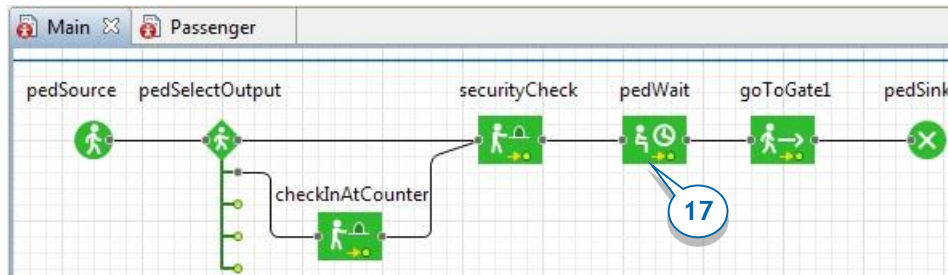 Main Passenger
pedSource pedSelectOutput securityCheck pedWait goToGate1 pedSink
checkInAtCounter
17